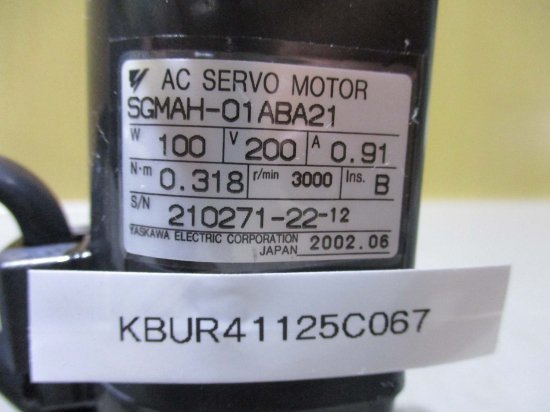 AC SERVO MOTOR
SGMAH-01ABA21
W 100 V 200 A 0.91
N·m 0.318 r/min 3000 Ins. B
S/N 210271-22-12
YASKAWA ELECTRIC CORPORATION 2002.06
JAPAN
KBUR41125C067